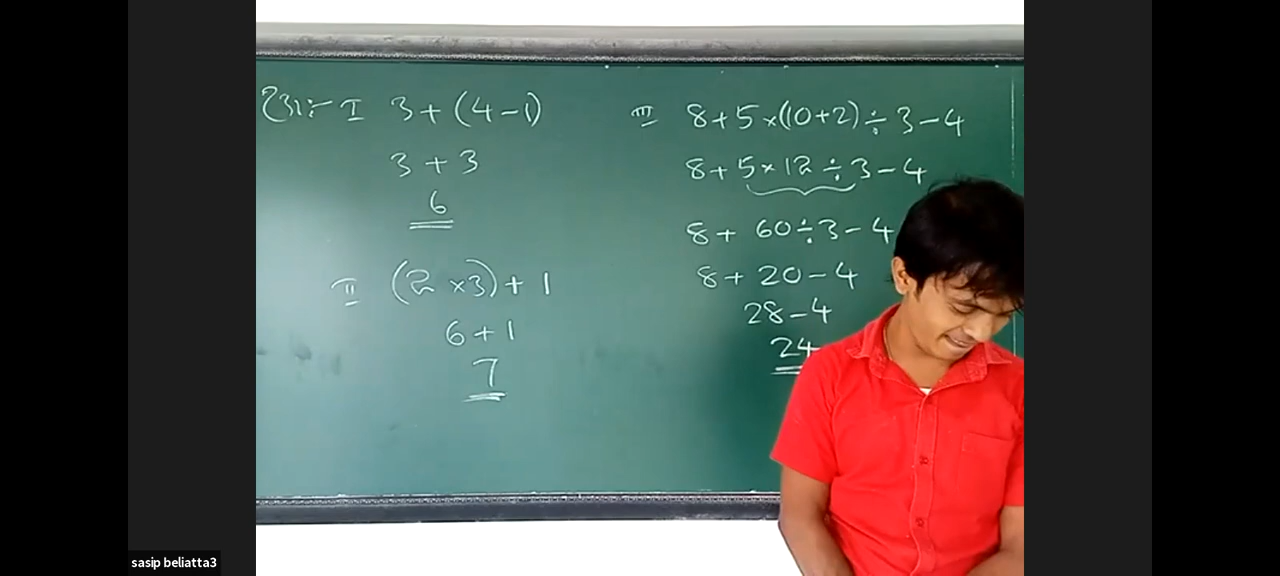 උදා:- I 3 + (4 - 1)
3 + 3
6
II (2 × 3) + 1
6 + 1
7
III 8 + 5 × (10 + 2) ÷ 3 - 4
8 + 5 × 12 ÷ 3 - 4
8 + 60 ÷ 3 - 4
8 + 20 - 4
28 - 4
24
sasip beliatta3